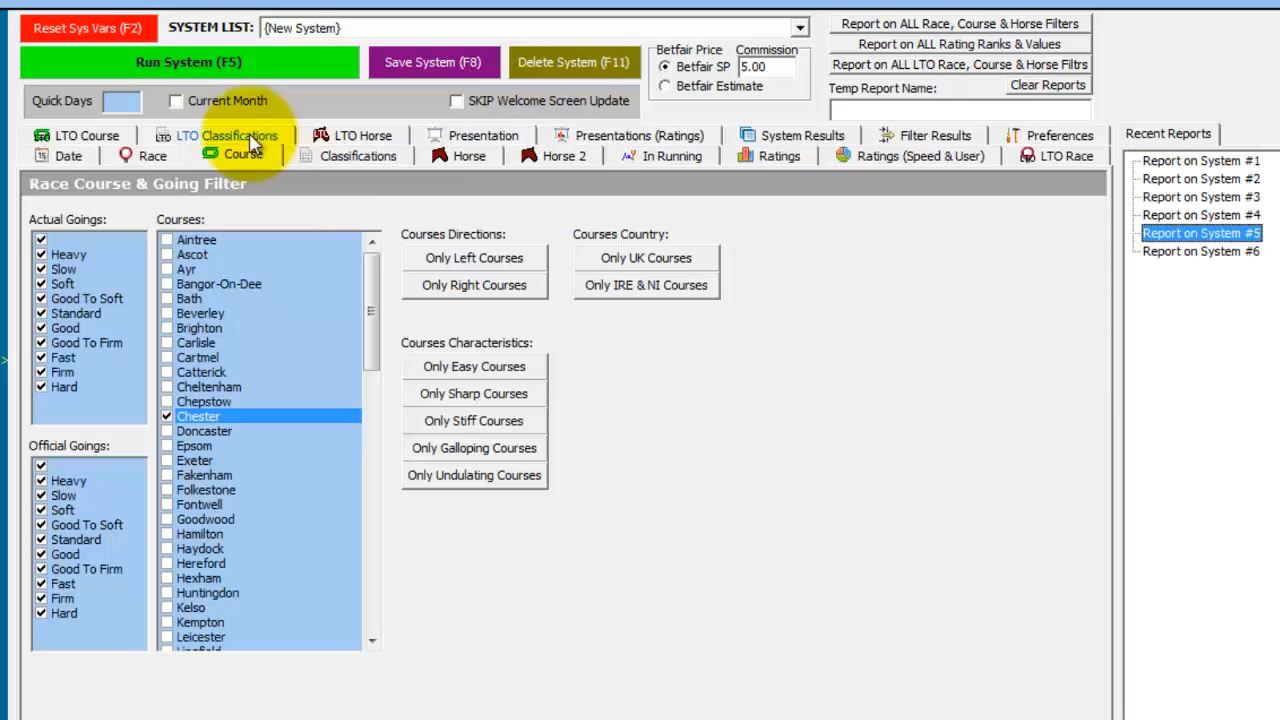 Reset Sys Vars (F2)
SYSTEM LIST:
{New System}
Run System (F5)
Save System (F8)
Delete System (F11)
Betfair Price
Commission
Betfair SP
5.00
Betfair Estimate
Report on ALL Race, Course & Horse Filters
Report on ALL Rating Ranks & Values
Report on ALL LTO Race, Course & Horse Filtrs
Temp Report Name:
Clear Reports
Quick Days
Current Month
SKIP Welcome Screen Update
LTO Course
LTO Classifications
LTO Horse
Presentation
Presentations (Ratings)
System Results
Filter Results
Preferences
Date
Race
Course
Classifications
Horse
Horse 2
In Running
Ratings
Ratings (Speed & User)
LTO Race
Recent Reports
Report on System #1
Report on System #2
Report on System #3
Report on System #4
Report on System #5
Report on System #6
Race Course & Going Filter
Actual Goings:
Heavy
Slow
Soft
Good To Soft
Standard
Good
Good To Firm
Fast
Firm
Hard
Official Goings:
Heavy
Slow
Soft
Good To Soft
Standard
Good
Good To Firm
Fast
Firm
Hard
Courses:
Aintree
Ascot
Ayr
Bangor-On-Dee
Bath
Beverley
Brighton
Carlisle
Cartmel
Catterick
Cheltenham
Chepstow
Chester
Doncaster
Epsom
Exeter
Fakenham
Folkestone
Fontwell
Goodwood
Hamilton
Haydock
Hereford
Hexham
Huntingdon
Kelso
Kempton
Leicester
Courses Directions:
Only Left Courses
Only Right Courses
Courses Country:
Only UK Courses
Only IRE & NI Courses
Courses Characteristics:
Only Easy Courses
Only Sharp Courses
Only Stiff Courses
Only Galloping Courses
Only Undulating Courses